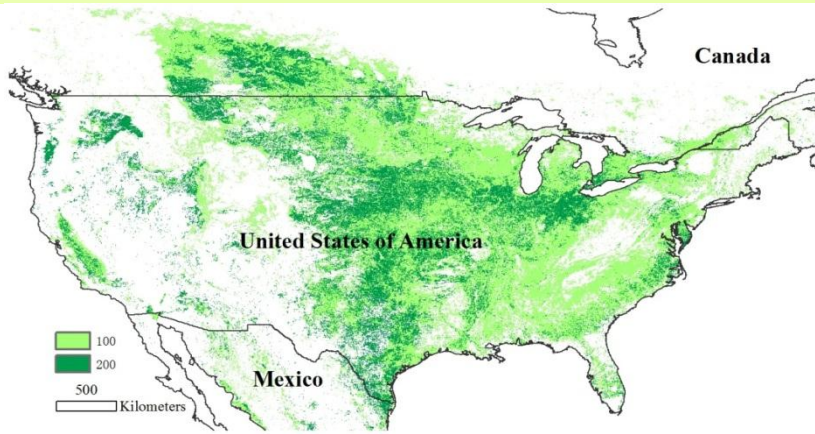 Canada
United States of America
100
200
500
Kilometers
Mexico